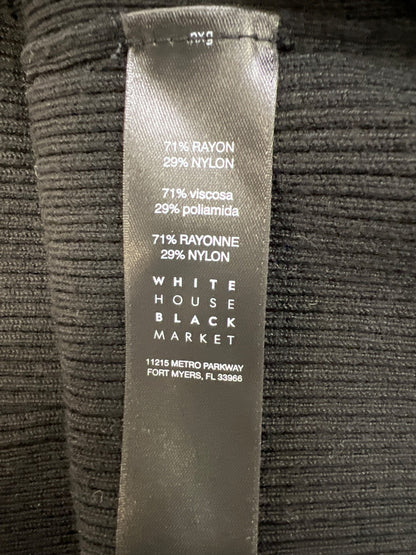 71% RAYON
29% NYLON
71% viscosa
29% poliamida
71% RAYONNE
29% NYLON
WHITE
HOUSE
BLACK
MARKET
11215 METRO PARKWAY
FORT MYERS, FL 33966